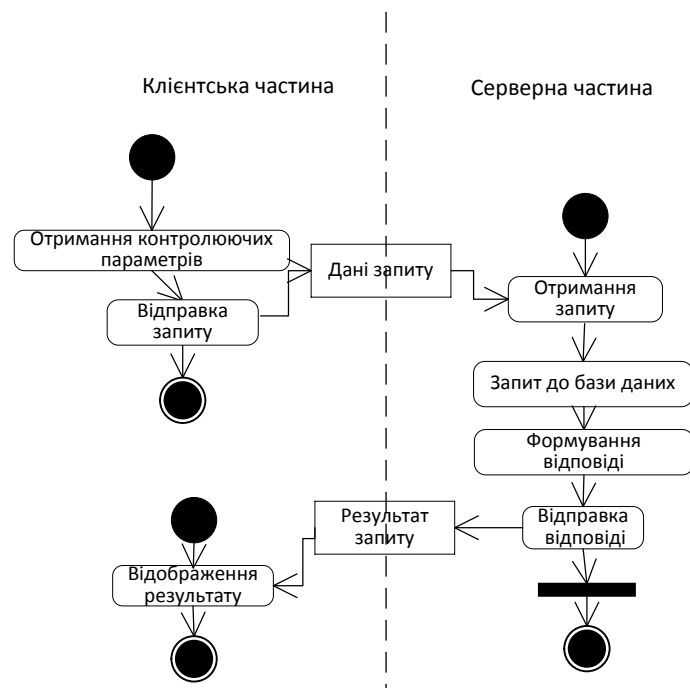 Клієнтська частина
Серверна частина
Отримання контролюючих
параметрів
Дані запиту
Отримання
запиту
Відправка
запиту
Запит до бази даних
Формування
відповіді
Результат
запиту
Відправка
відповіді
Відображення
результату